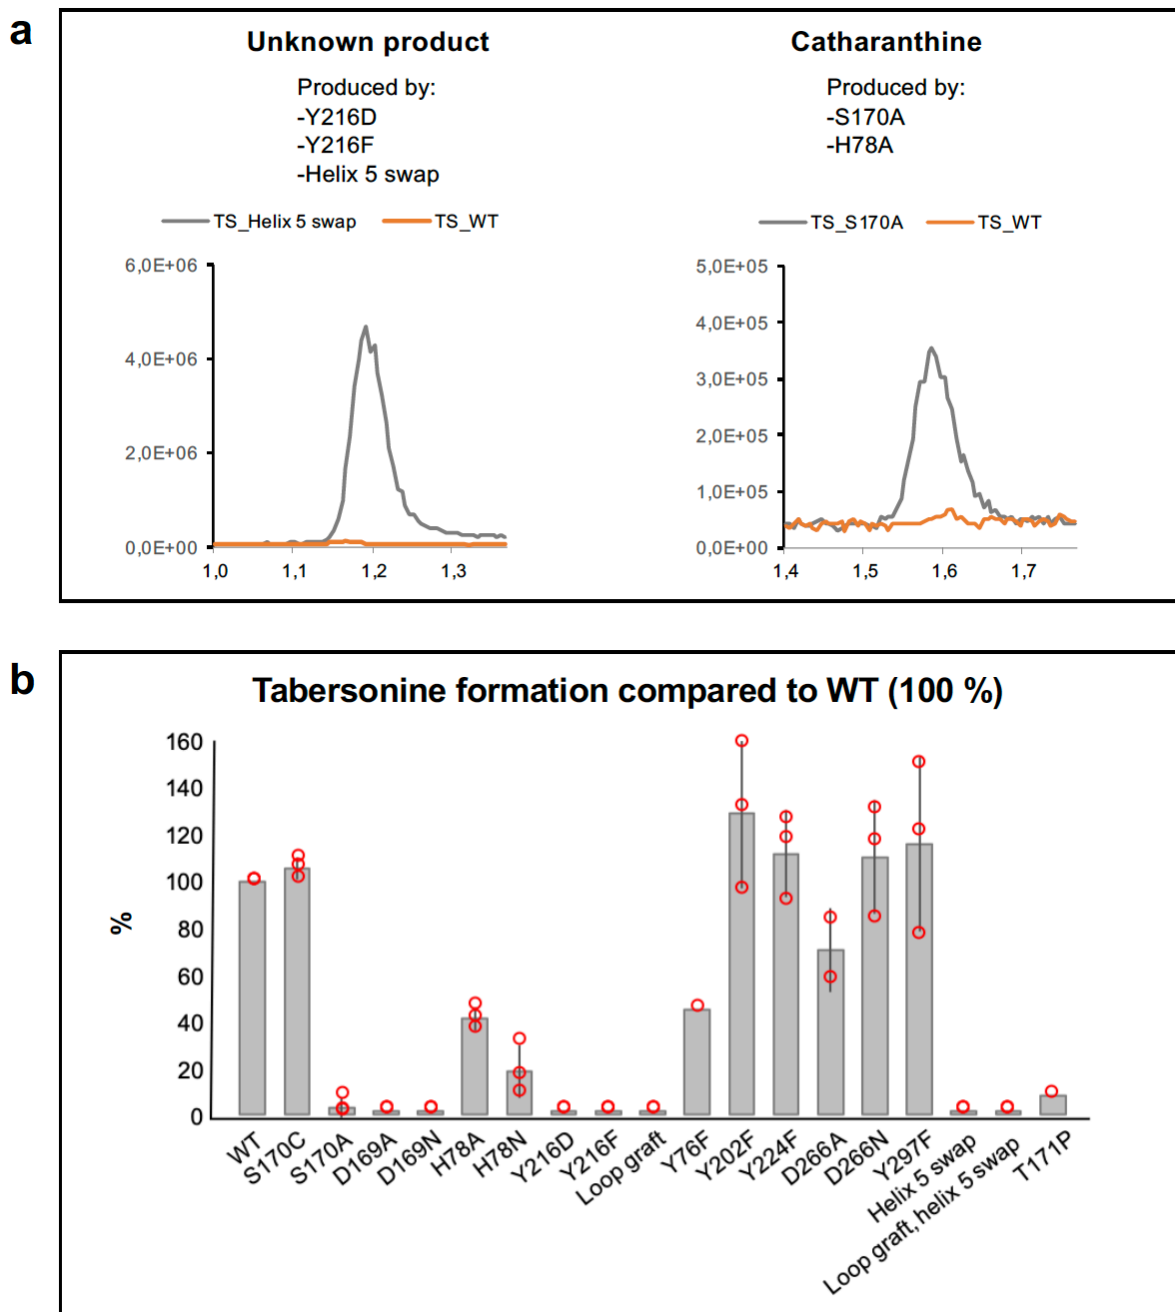 a
Unknown product
Produced by:
-Y216D
-Y216F
-Helix 5 swap
TS_Helix 5 swap TS_WT
6,0E+06
4,0E+06
2,0E+06
0,0E+00
1,0 1,1 1,2 1,3
Catharanthine
Produced by:
-S170A
-H78A
TS_S170A TS_WT
5,0E+05
4,0E+05
3,0E+05
2,0E+05
1,0E+05
0,0E+00
1,4 1,5 1,6 1,7
b
Tabersonine formation compared to WT (100 %)
%
160
140
120
100
80
60
40
20
0
WT
S170C
S170A
D169A
D169N
H78A
H78N
Y216D
Y216F
Loop graft
Y76F
Y202F
Y224F
D266A
D266N
Y297F
Helix 5 swap
Loop graft, helix 5 swap
T171P